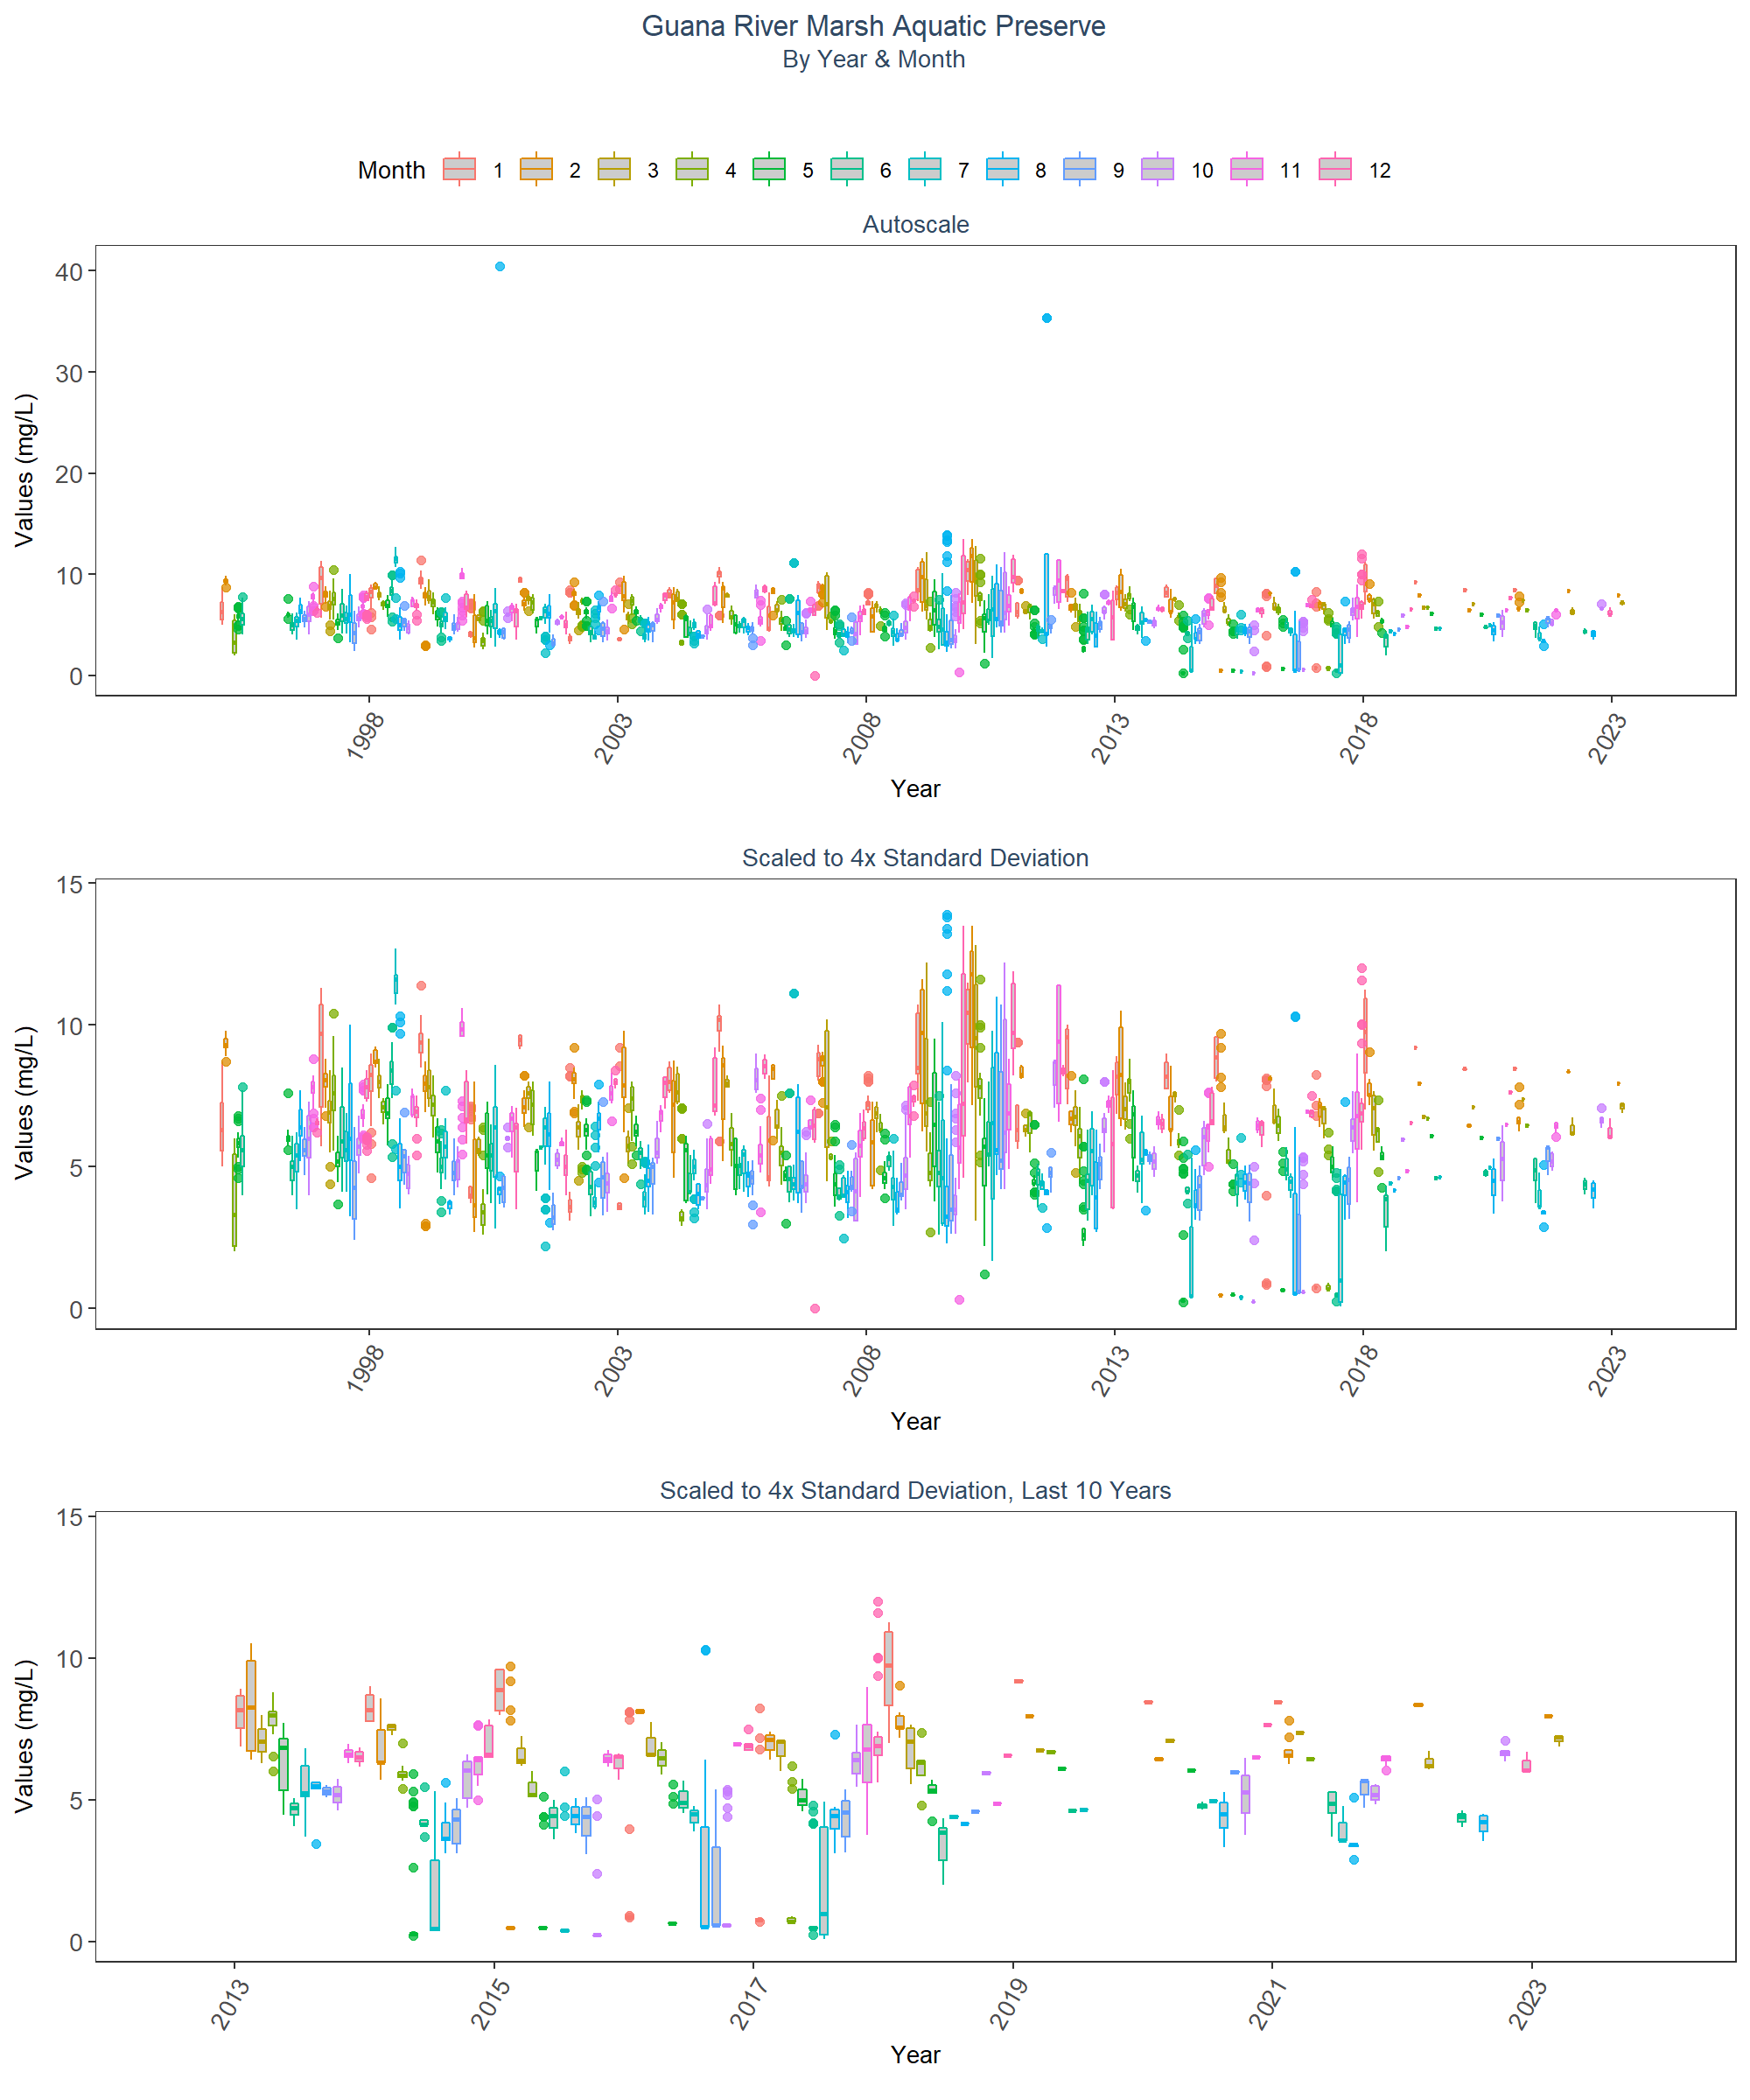 Guana River Marsh Aquatic Preserve
By Year & Month
Month 1 2 3 4 5 6 7 8 9 10 11 12
Autoscale
Values (mg/L)
40
30
20
10
0
1998 2003 2008 2013 2018 2023
Year
Scaled to 4x Standard Deviation
Values (mg/L)
15
10
5
0
1998 2003 2008 2013 2018 2023
Year
Scaled to 4x Standard Deviation, Last 10 Years
Values (mg/L)
15
10
5
0
2013 2015 2017 2019 2021 2023
Year